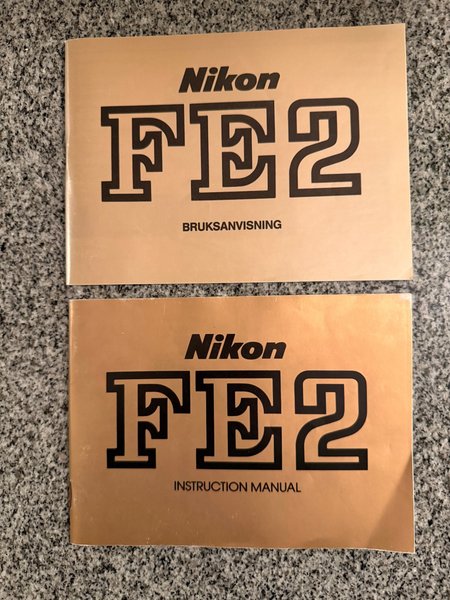 Nikon
FE2
BRUKSANVISNING
Nikon
FE2
INSTRUCTION MANUAL